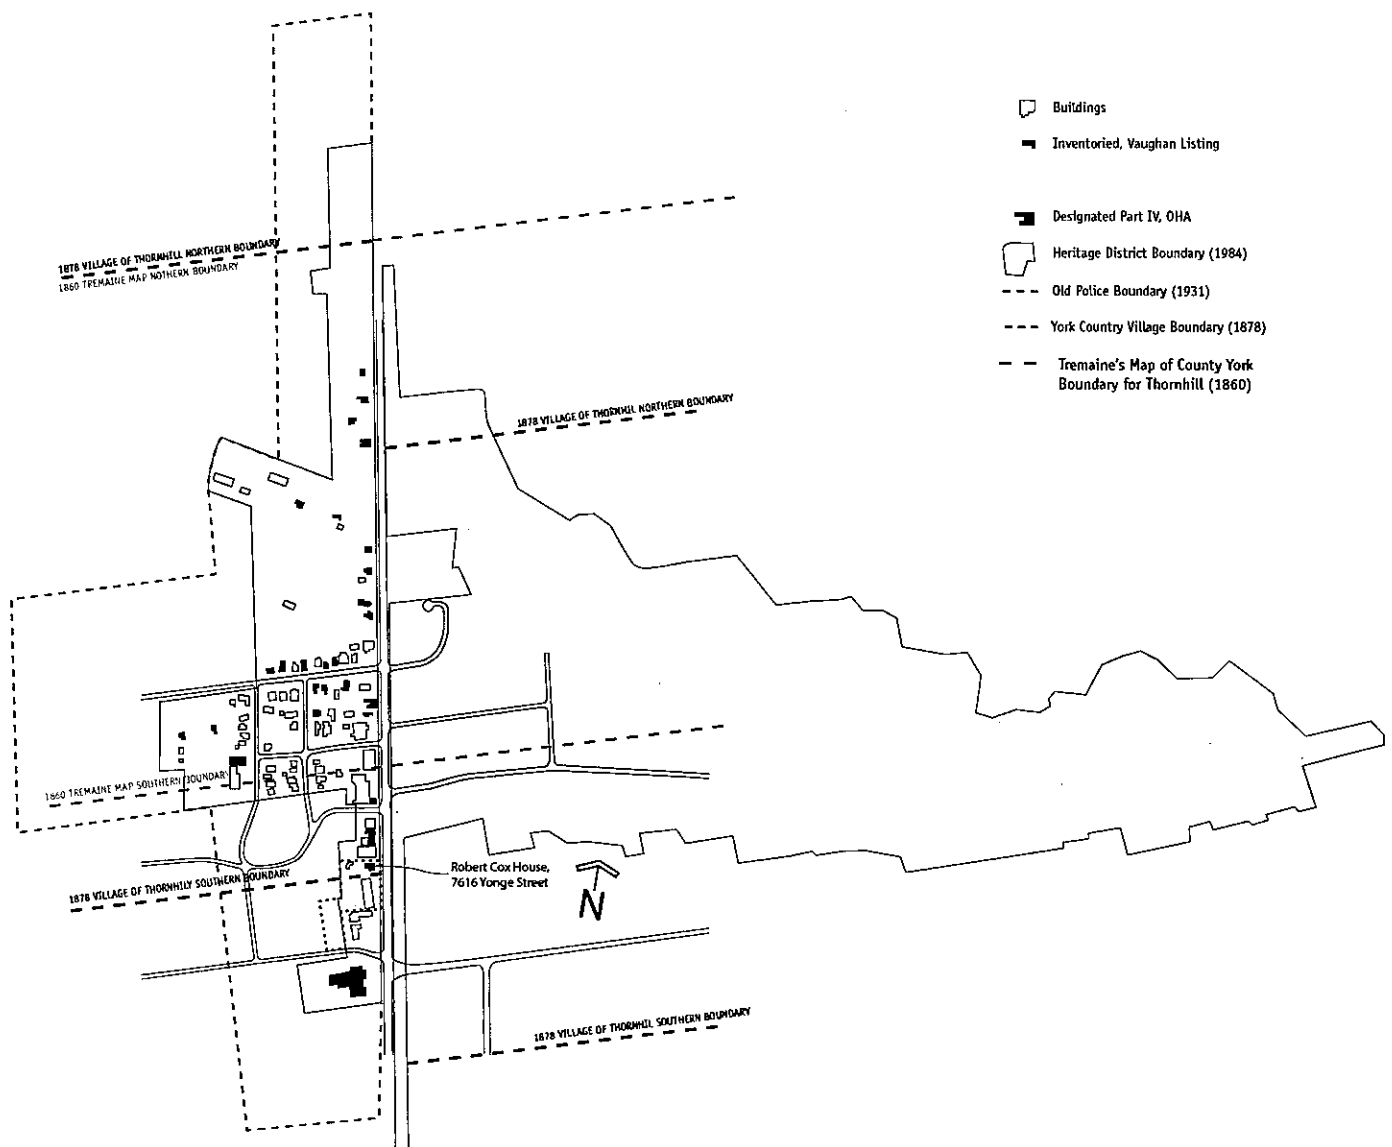 Buildings
Inventoried, Vaughan Listing
Designated Part IV, OHA
Heritage District Boundary (1984)
Old Police Boundary (1931)
York Country Village Boundary (1878)
Tremaine's Map of County York
Boundary for Thornhill (1860)
1878 VILLAGE OF THORNHILL NORTHERN BOUNDARY
1860 TREMAINE MAP NOTHERN BOUNDARY
1878 VILLAGE OF THORNHIL NORTHERN BOUNDARY
1860 TREMAINE MAP SOUTHERN BOUNDARY
1878 VILLAGE OF THORNHILY SOUTHERN BOUNDARY
Robert Cox House,
7616 Yonge Street
N
1878 VILLAGE OF THORNHIL SOUTHERN BOUNDARY